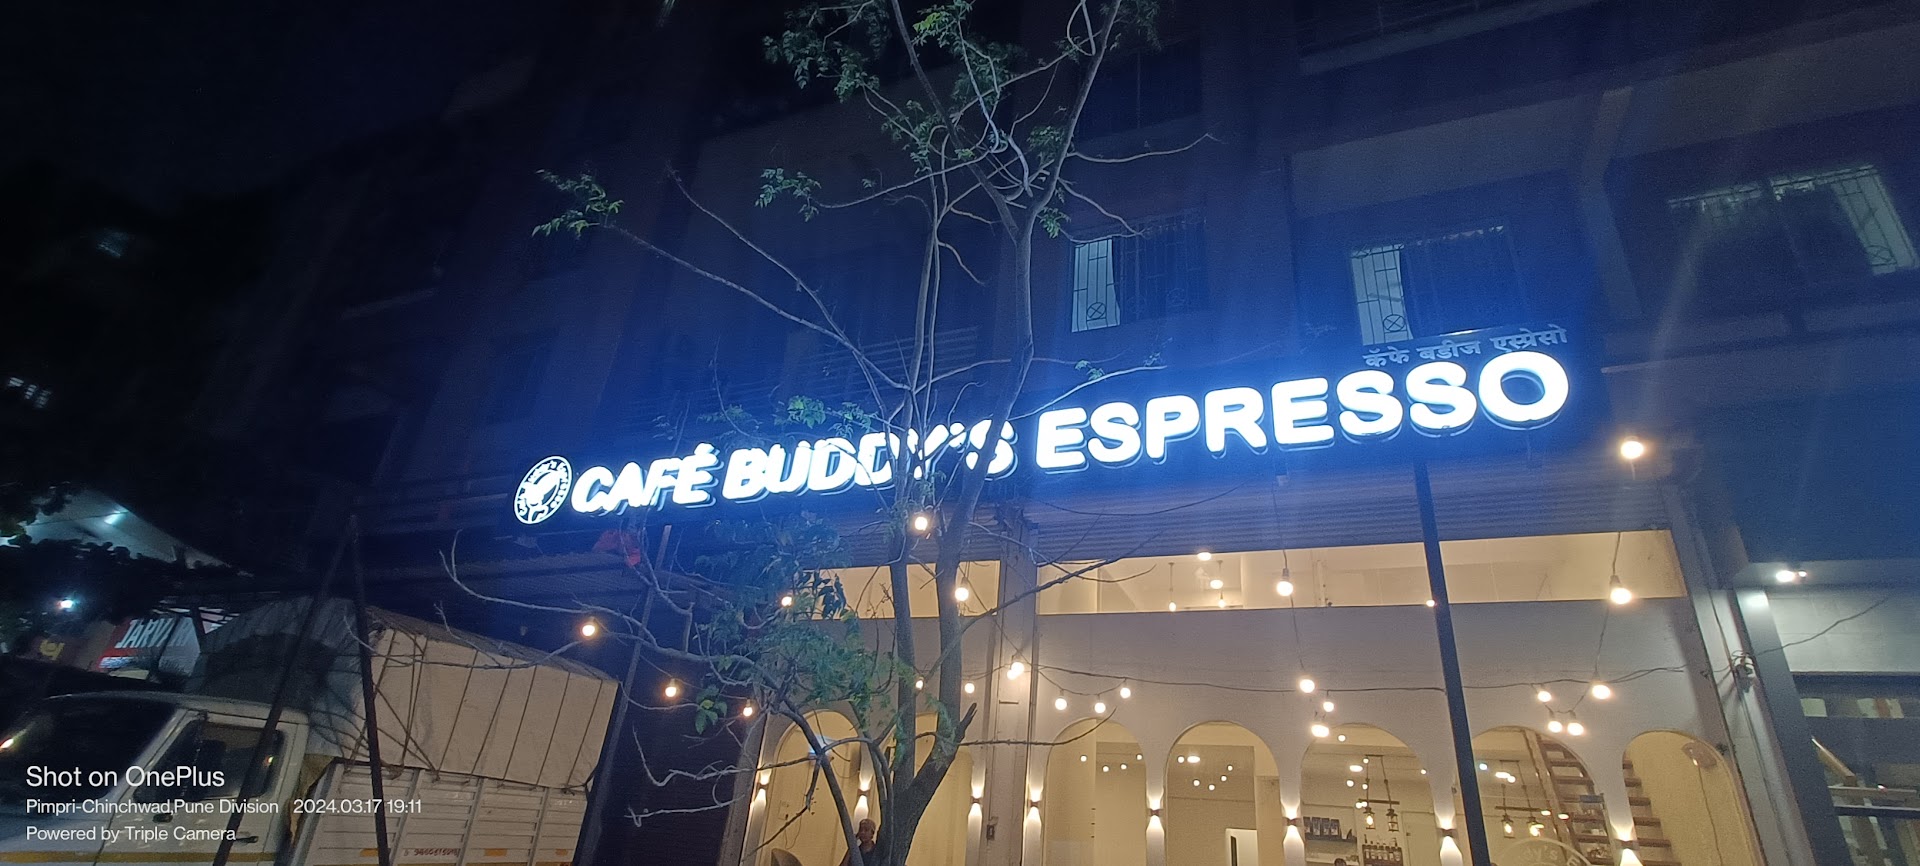 कॅफे बडीज एस्प्रेसो
CAFÉ BUDDY'S ESPRESSO
Shot on OnePlus
Pimpri-Chinchwad,Pune Division 2024.03.17 19:11
Powered by Triple Camera